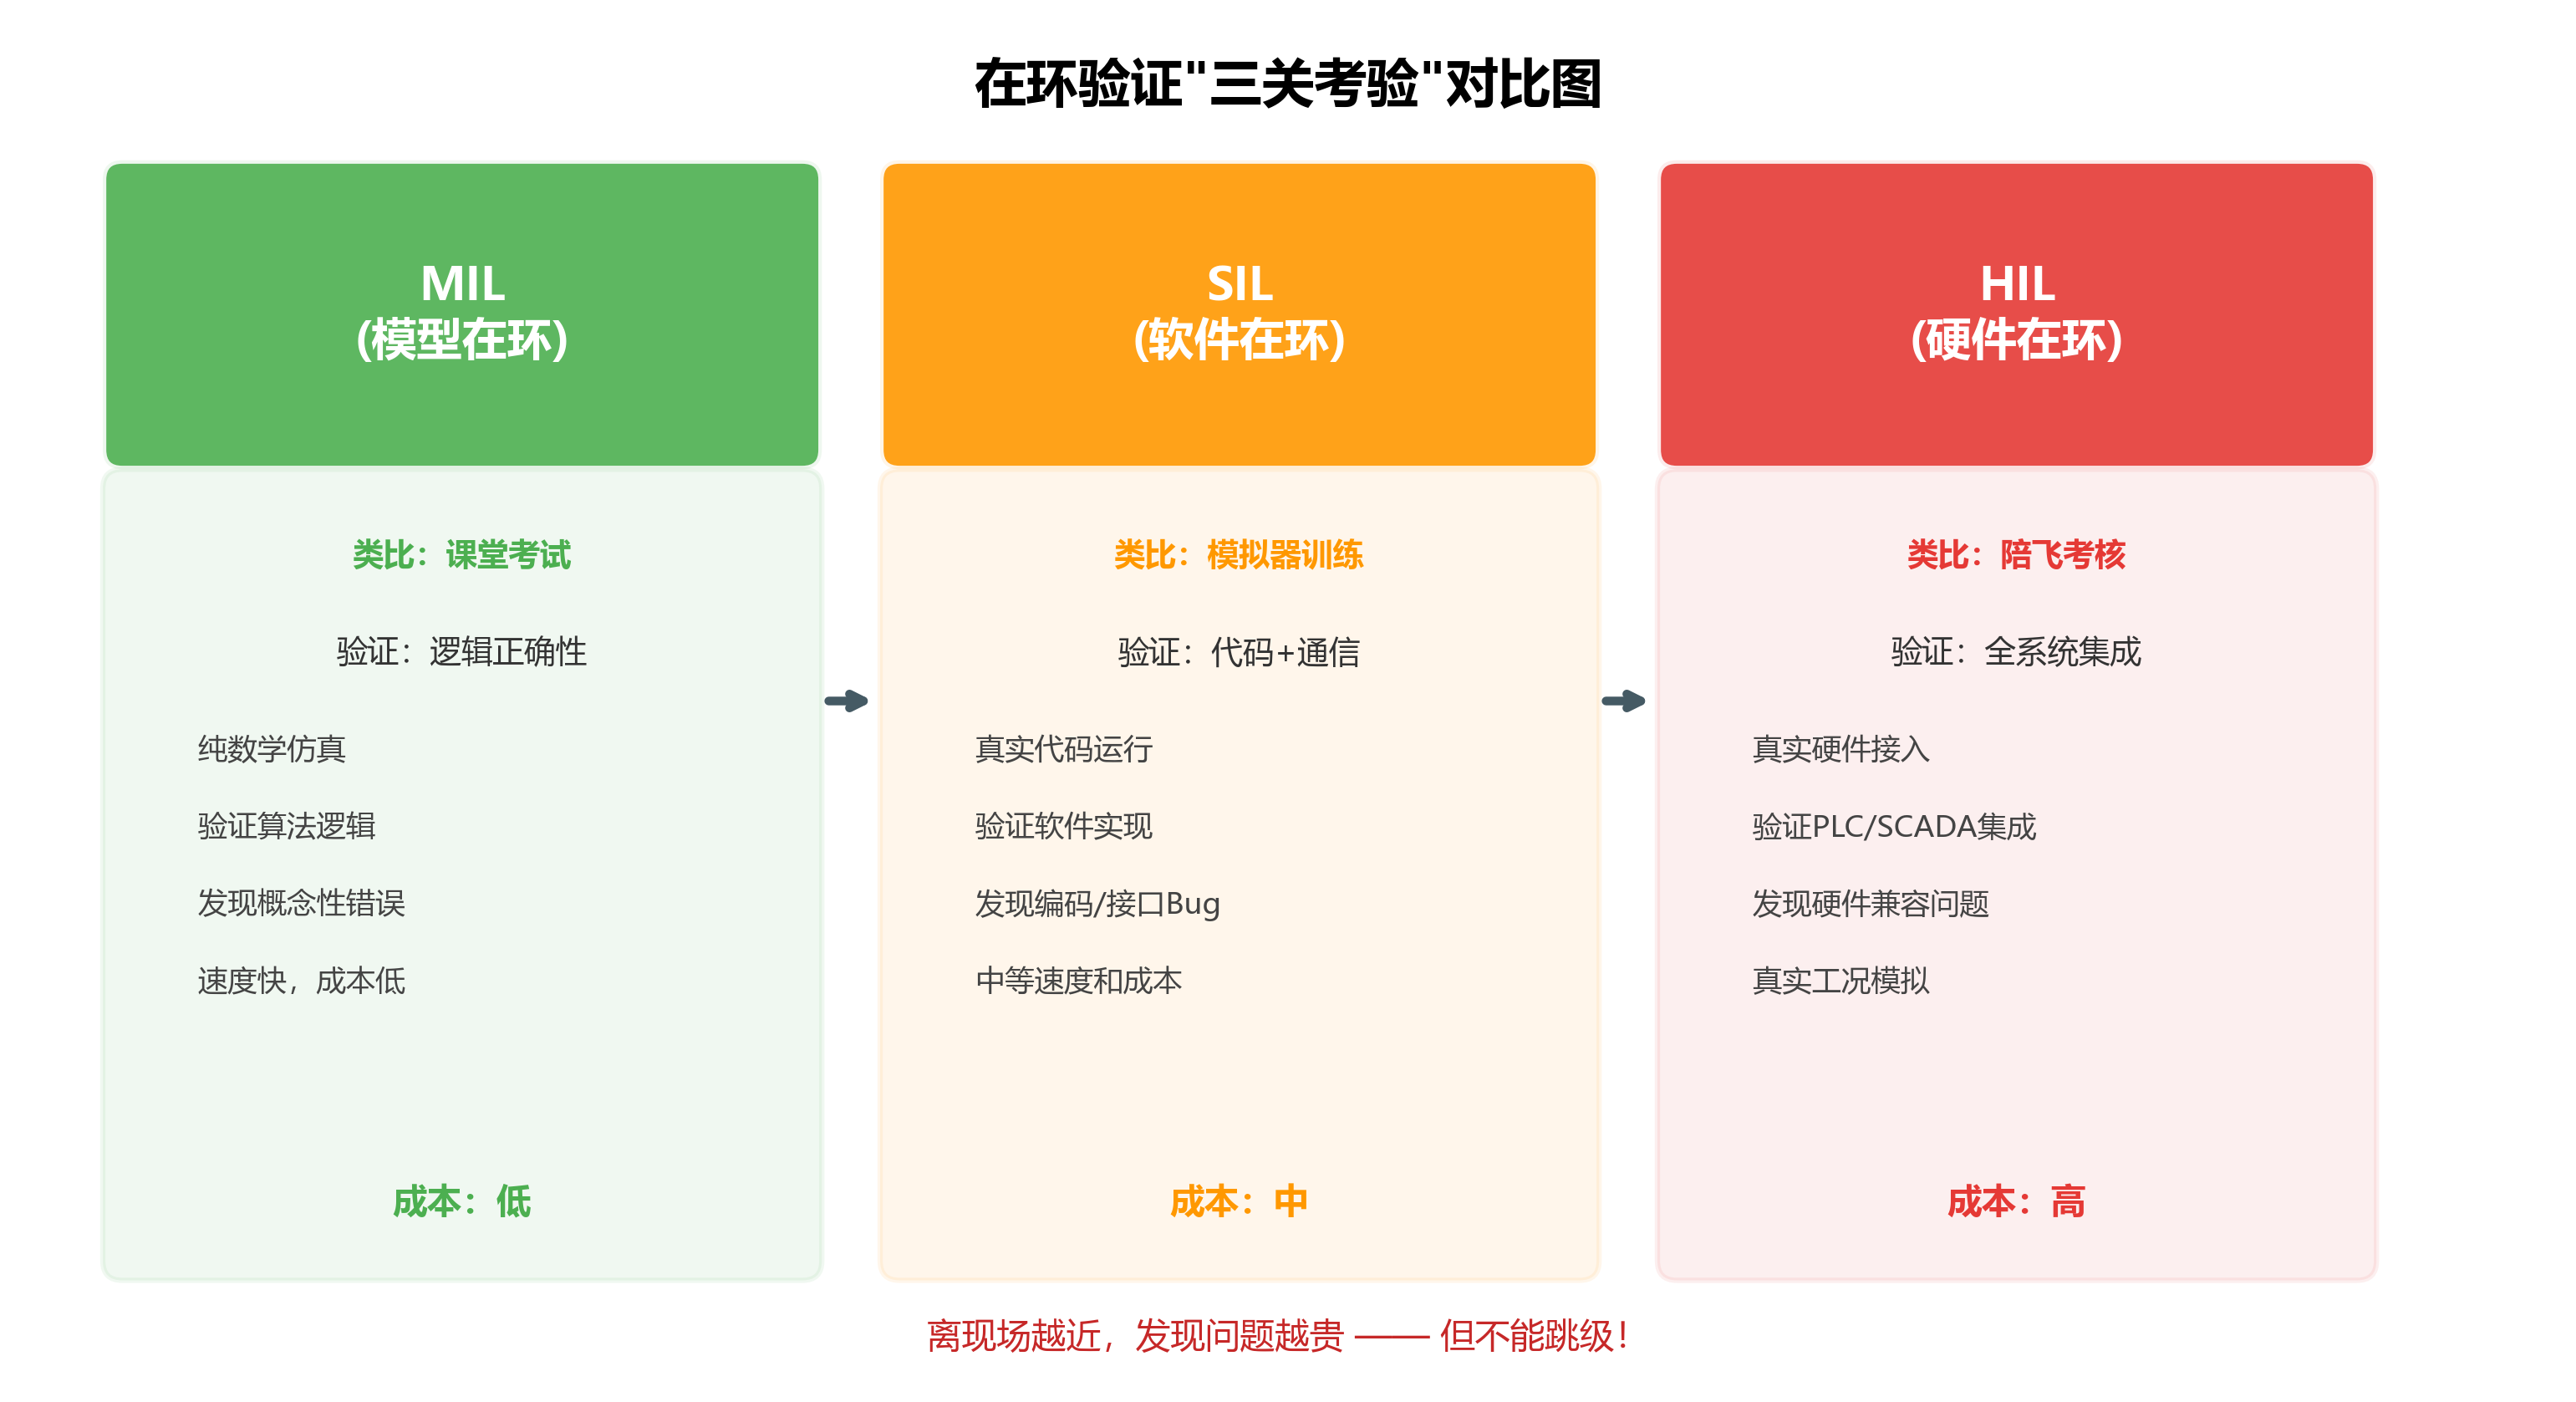 在环验证"三关考验"对比图
MIL
(模型在环)
类比：课堂考试
验证：逻辑正确性
纯数学仿真
验证算法逻辑
发现概念性错误
速度快，成本低
成本：低
SIL
(软件在环)
类比：模拟器训练
验证：代码+通信
真实代码运行
验证软件实现
发现编码/接口Bug
中等速度和成本
成本：中
HIL
(硬件在环)
类比：陪飞考核
验证：全系统集成
真实硬件接入
验证PLC/SCADA集成
发现硬件兼容问题
真实工况模拟
成本：高
离现场越近，发现问题越贵 —— 但不能跳级！